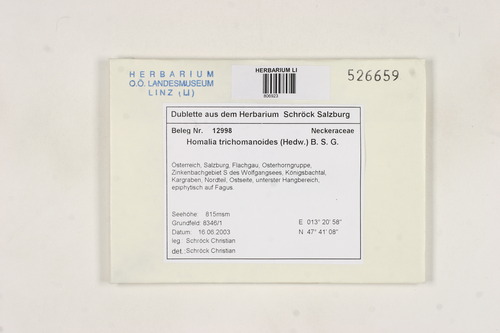 HERBARIUM
O.Ö. LANDESMUSEUM
LINZ (LI)
HERBARIUM LI
606923
526659
Dublette aus dem Herbarium Schröck Salzburg
Beleg Nr. 12998 Neckeraceae
Homalia trichomanoides (Hedw.) B. S. G.
Österreich, Salzburg, Flachgau, Osterhorngruppe,
Zinkenbachgebiet S des Wolfgangsees, Königsbachtal,
Kargraben, Nordteil, Ostseite, unterster Hangbereich,
epiphytisch auf Fagus.
Seehöhe 815msm E 013° 20' 58"
Grundfeld: 8346/1 N 47° 41' 08"
Datum: 16.06.2003
leg.: Schröck Christian
det.: Schröck Christian